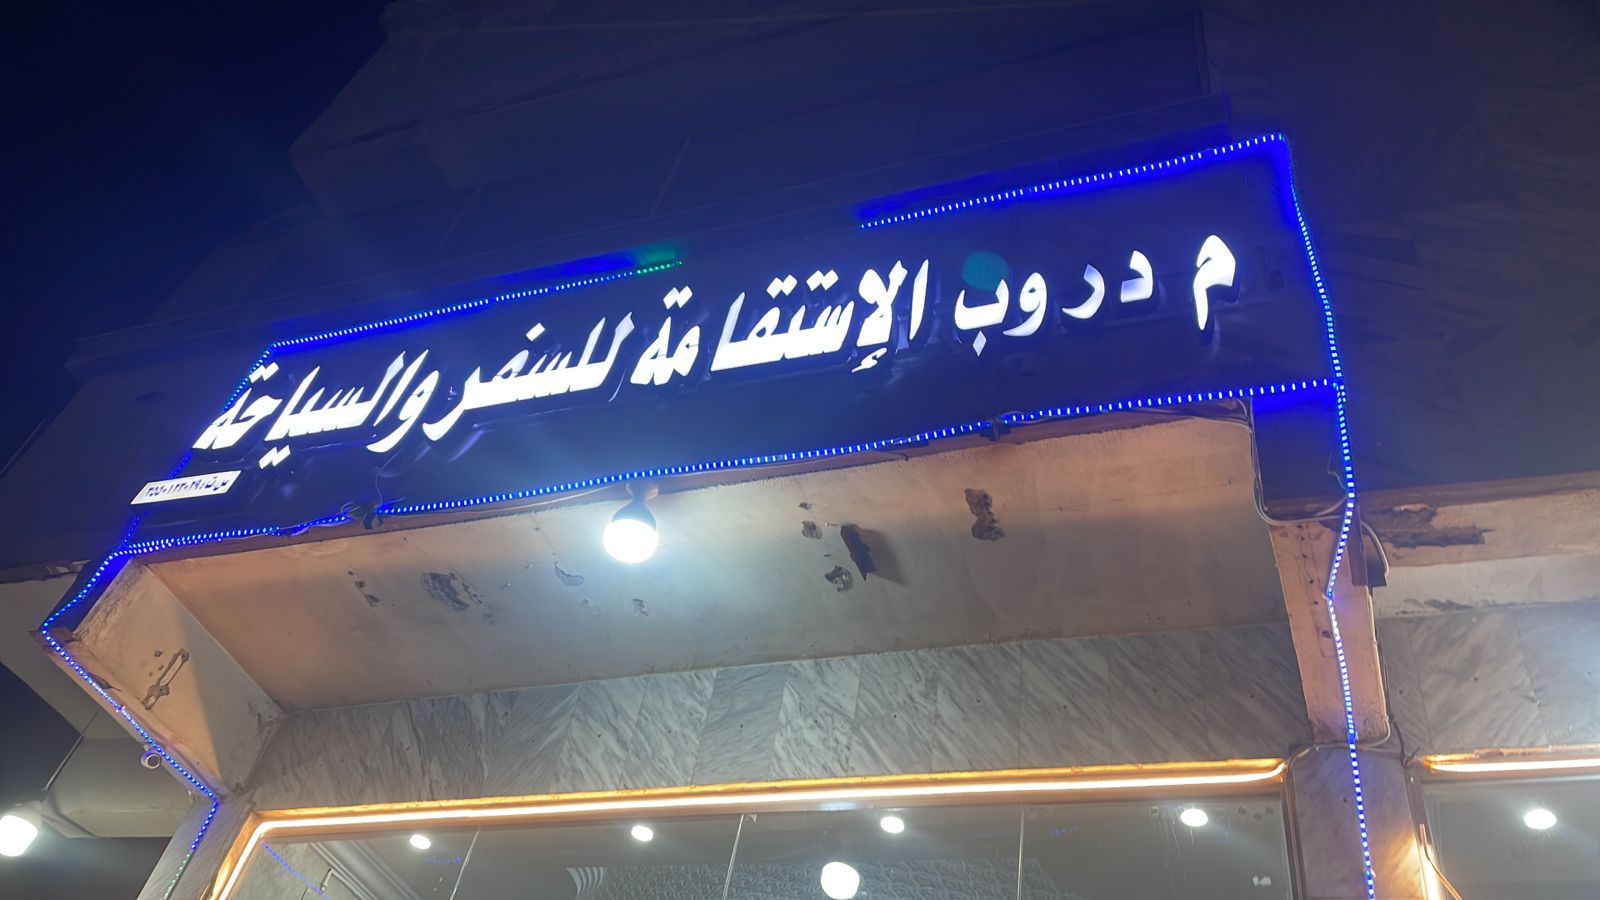 م دروب الإستقامة للسفر والسياحة
س.ت: